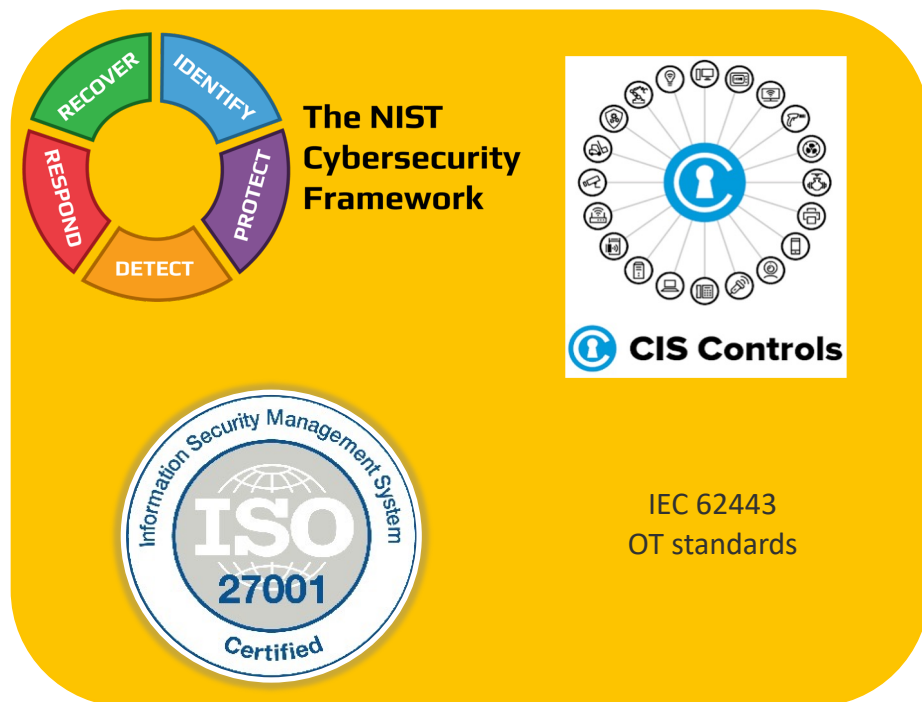 RECOVER
IDENTIFY
PROTECT
DETECT
RESPOND
The NIST
Cybersecurity
Framework
CIS Controls
Information Security Management System
ISO
27001
Certified
IEC 62443
OT standards